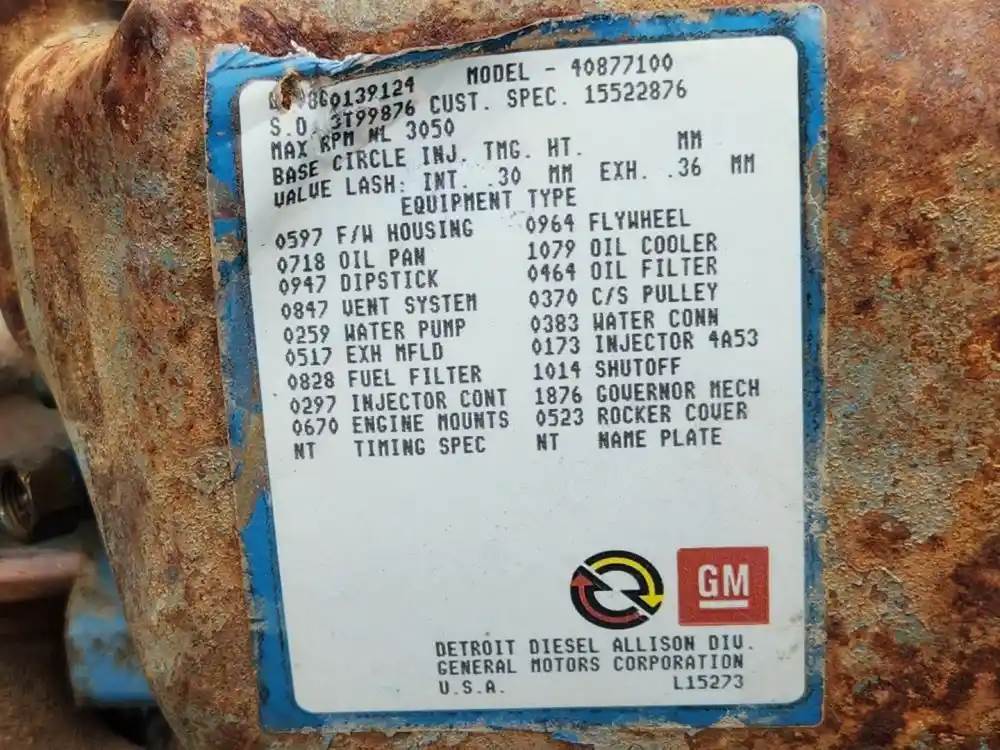 0139124 MODEL - 40877100
S.O. 3T99876 CUST. SPEC. 15522876
MAX RPM NL 3050
BASE CIRCLE INJ. TMG. HT. MM
VALVE LASH: INT. .30 MM EXH. .36 MM
EQUIPMENT TYPE
0597 F/W HOUSING 0964 FLYWHEEL
0718 OIL PAN 1079 OIL COOLER
0947 DIPSTICK 0464 OIL FILTER
0847 VENT SYSTEM 0370 C/S PULLEY
0259 WATER PUMP 0383 WATER CONN
0517 EXH MFLD 0173 INJECTOR 4A53
0828 FUEL FILTER 1014 SHUTOFF
0297 INJECTOR CONT 1876 GOVERNOR MECH
0670 ENGINE MOUNTS 0523 ROCKER COVER
NT TIMING SPEC NT NAME PLATE
GM
DETROIT DIESEL ALLISON DIV.
GENERAL MOTORS CORPORATION
U.S.A. L15273